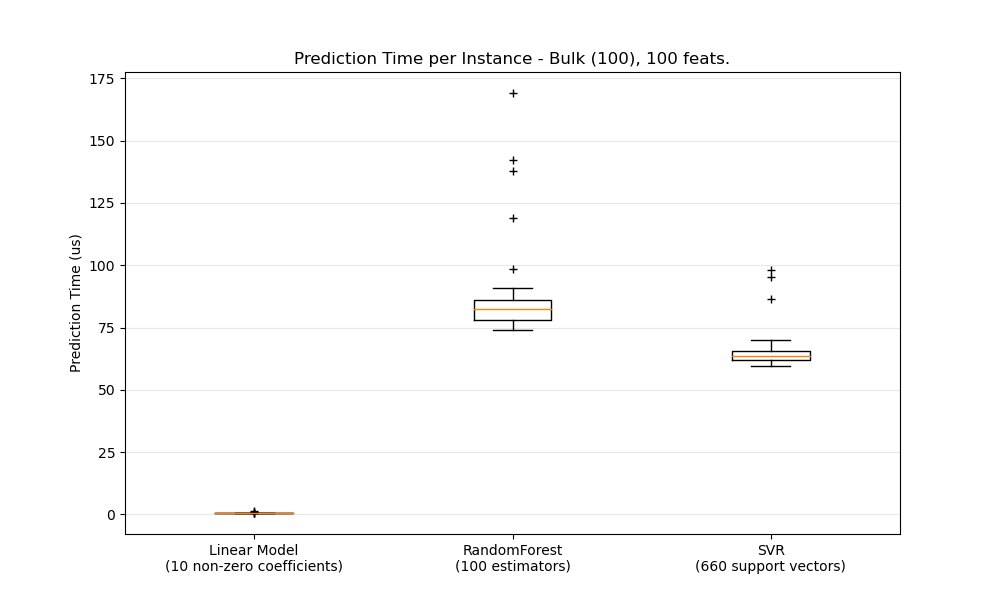 Prediction Time per Instance - Bulk (100), 100 feats.
175
150
125
100
75
50
25
0
Prediction Time (us)
Linear Model
(10 non-zero coefficients)
RandomForest
(100 estimators)
SVR
(660 support vectors)